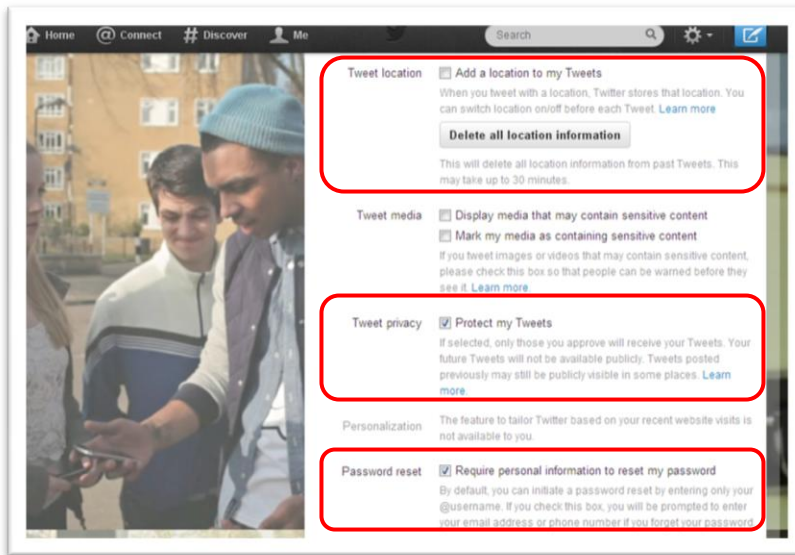 Home @ Connect # Discover Me Search
Tweet location Add a location to my Tweets
When you tweet with a location, Twitter stores that location. You
can switch location on/off before each Tweet. Learn more
Delete all location information
This will delete all location information from past Tweets. This
may take up to 30 minutes.
Tweet media Display media that may contain sensitive content
Mark my media as containing sensitive content
If you tweet images or videos that may contain sensitive content,
please check this box so that people can be warned before they
see it. Learn more.
Tweet privacy Protect my Tweets
If selected, only those you approve will receive your Tweets. Your
future Tweets will not be available publicly. Tweets posted
previously may still be publicly visible in some places. Learn
more.
Personalization The feature to tailor Twitter based on your recent website visits is
not available to you.
Password reset Require personal information to reset my password
By default, you can initiate a password reset by entering only your
@username. If you check this box, you will be prompted to enter
your email address or phone number if you forget your password.